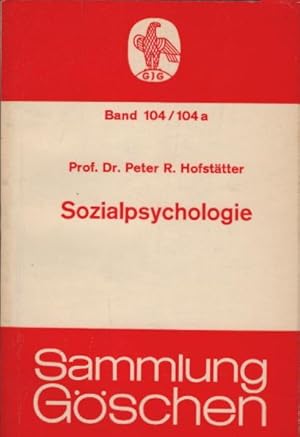 GJG
Band 104/104a
Prof. Dr. Peter R. Hofstätter
Sozialpsychologie
Sammlung
Göschen